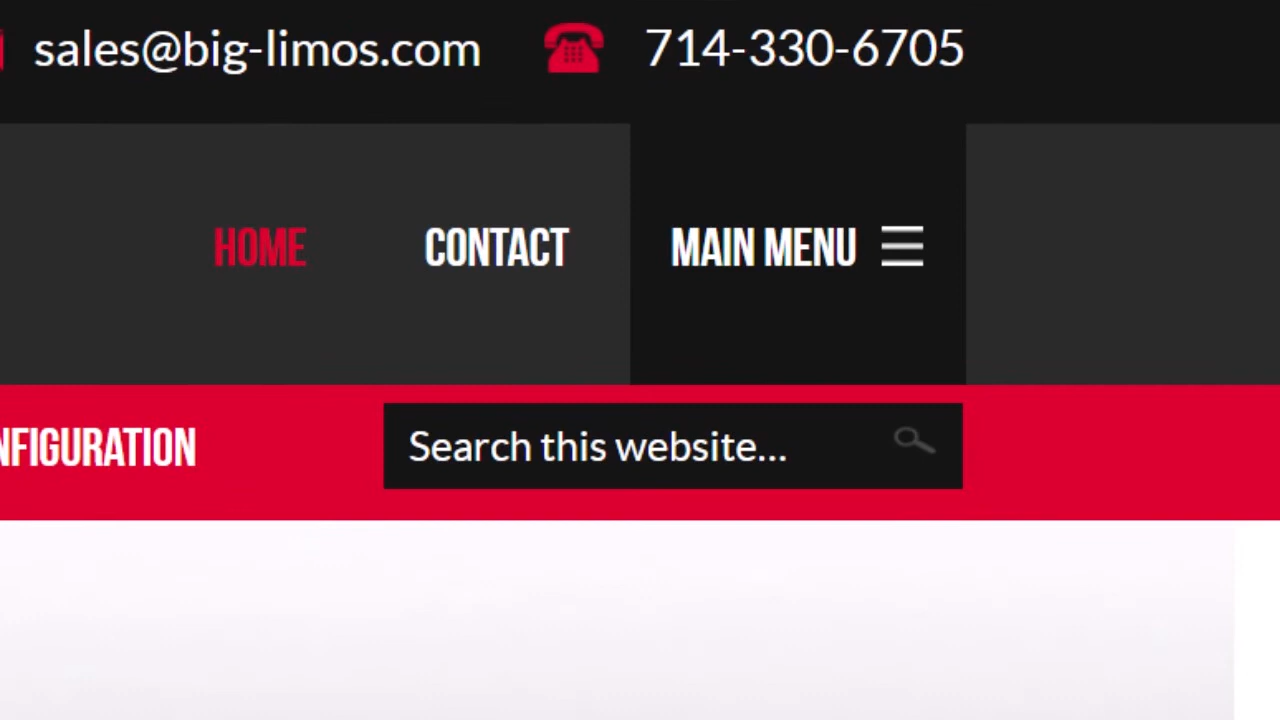 sales@big-limos.com 714-330-6705
HOME CONTACT MAIN MENU
NFIGURATION Search this website...